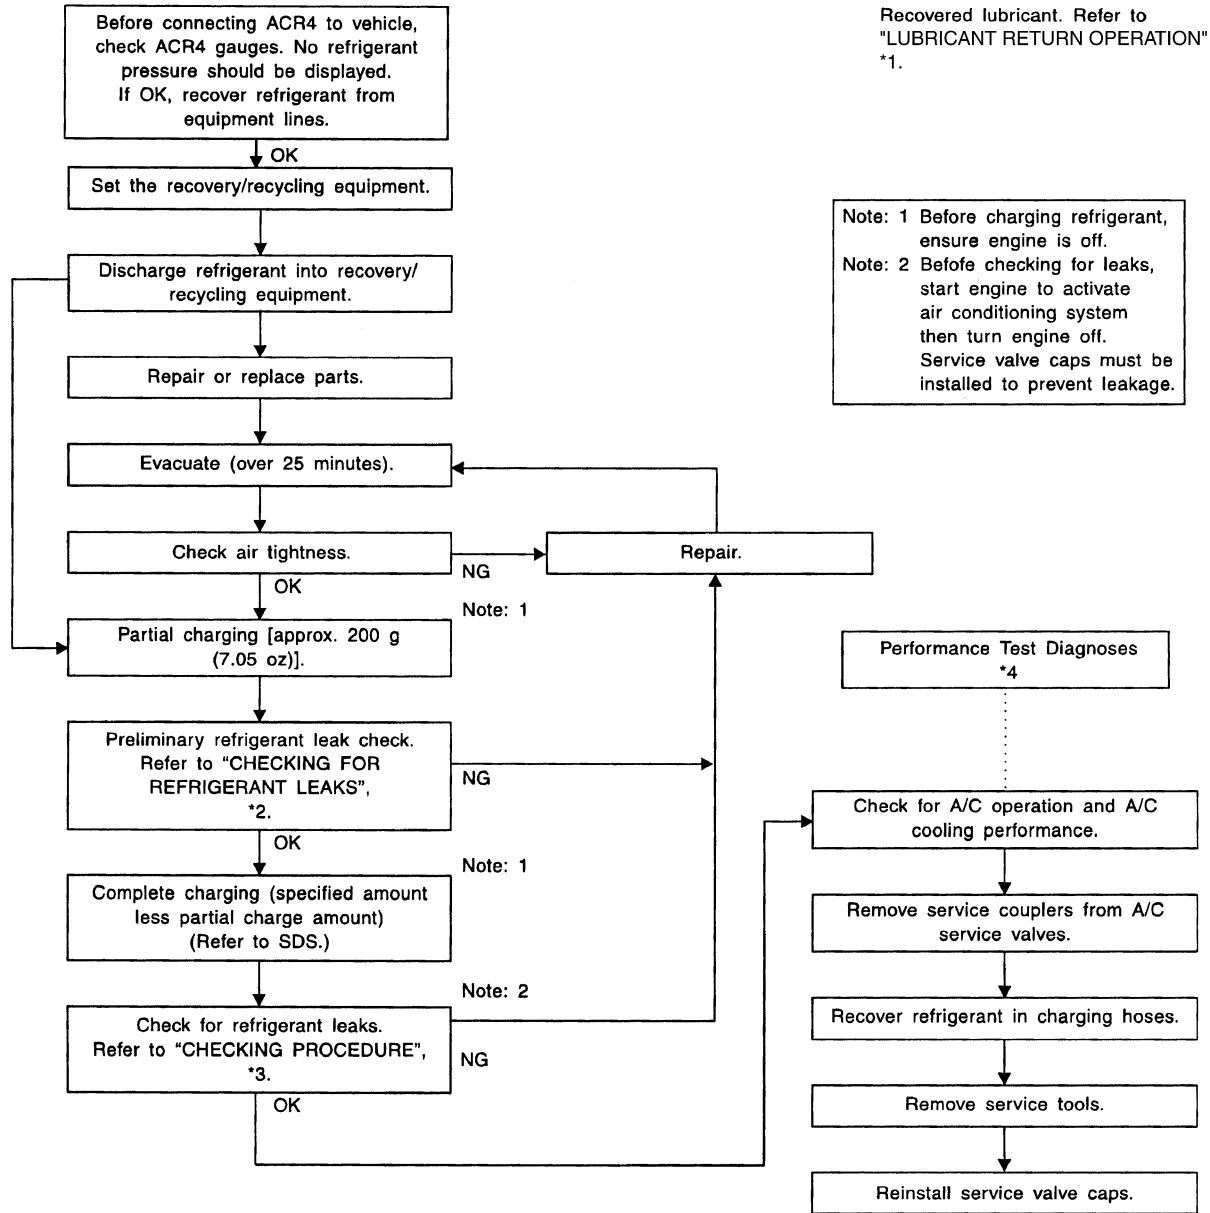 Before connecting ACR4 to vehicle,
check ACR4 gauges. No refrigerant
pressure should be displayed.
If OK, recover refrigerant from
equipment lines.
OK
Set the recovery/recycling equipment.
Discharge refrigerant into recovery/
recycling equipment.
Repair or replace parts.
Evacuate (over 25 minutes).
Check air tightness.
NG
Repair.
OK
Note: 1
Partial charging [approx. 200 g
(7.05 oz)].
Preliminary refrigerant leak check.
Refer to “CHECKING FOR
REFRIGERANT LEAKS”,
*2.
NG
OK
Note: 1
Complete charging (specified amount
less partial charge amount)
(Refer to SDS.)
Note: 2
Check for refrigerant leaks.
Refer to “CHECKING PROCEDURE”,
*3.
NG
OK
Recovered lubricant. Refer to
"LUBRICANT RETURN OPERATION"
*1.
Note: 1 Before charging refrigerant,
ensure engine is off.
Note: 2 Befofe checking for leaks,
start engine to activate
air conditioning system
then turn engine off.
Service valve caps must be
installed to prevent leakage.
Performance Test Diagnoses
*4
Check for A/C operation and A/C
cooling performance.
Remove service couplers from A/C
service valves.
Recover refrigerant in charging hoses.
Remove service tools.
Reinstall service valve caps.